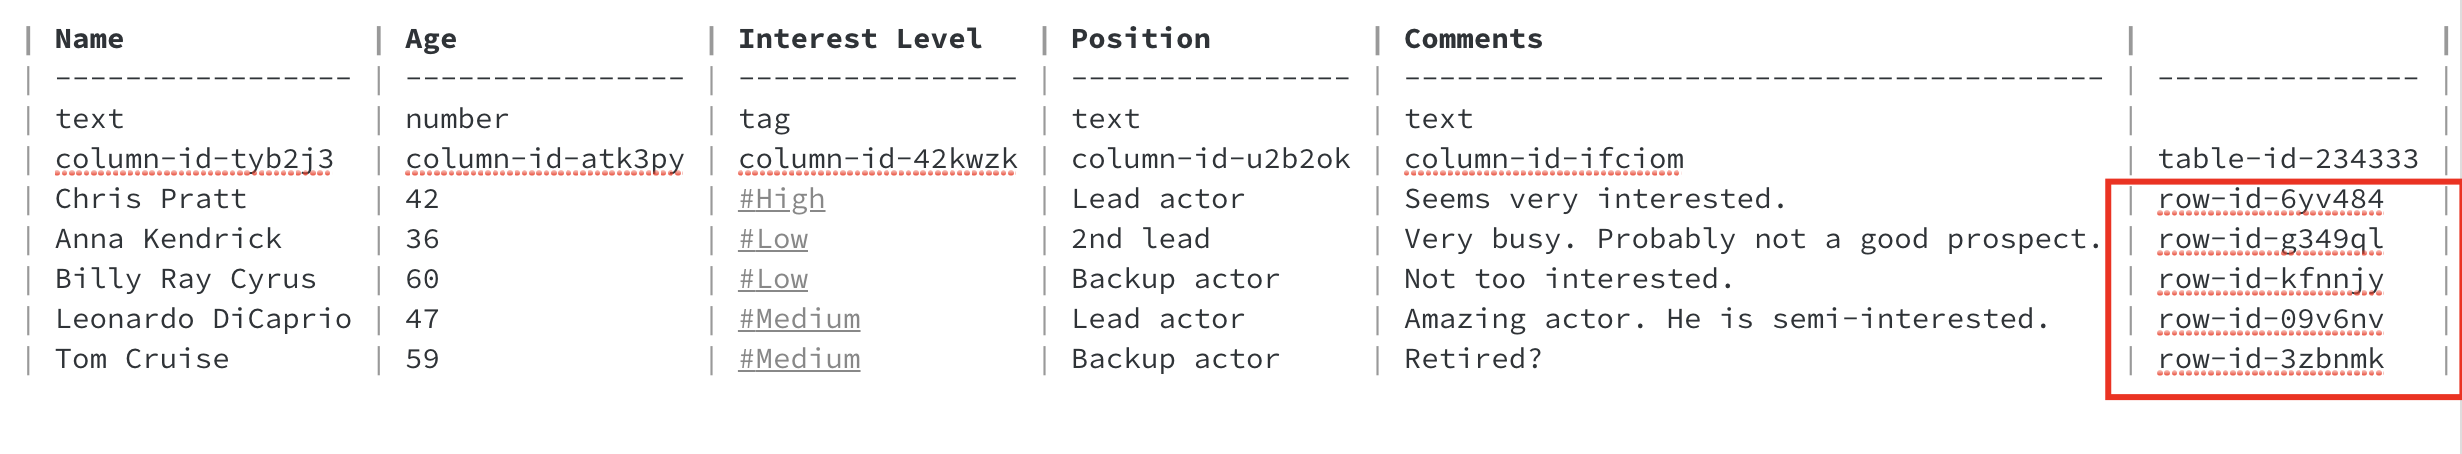 | Name | Age | Interest Level | Position | Comments | |
| ----------------- | ---------------- | ---------------- | ---------------- | ---------------------------------------- | --------------- |
| text | number | tag | text | text | |
| column-id-tyb2j3 | column-id-atk3py | column-id-42kwzk | column-id-u2b2ok | column-id-ifciom | table-id-234333 |
| Chris Pratt | 42 | #High | Lead actor | Seems very interested. | row-id-6yv484 |
| Anna Kendrick | 36 | #Low | 2nd lead | Very busy. Probably not a good prospect. | row-id-g349ql |
| Billy Ray Cyrus | 60 | #Low | Backup actor | Not too interested. | row-id-kfnnjy |
| Leonardo DiCaprio | 47 | #Medium | Lead actor | Amazing actor. He is semi-interested. | row-id-09v6nv |
| Tom Cruise | 59 | #Medium | Backup actor | Retired? | row-id-3zbnmk |